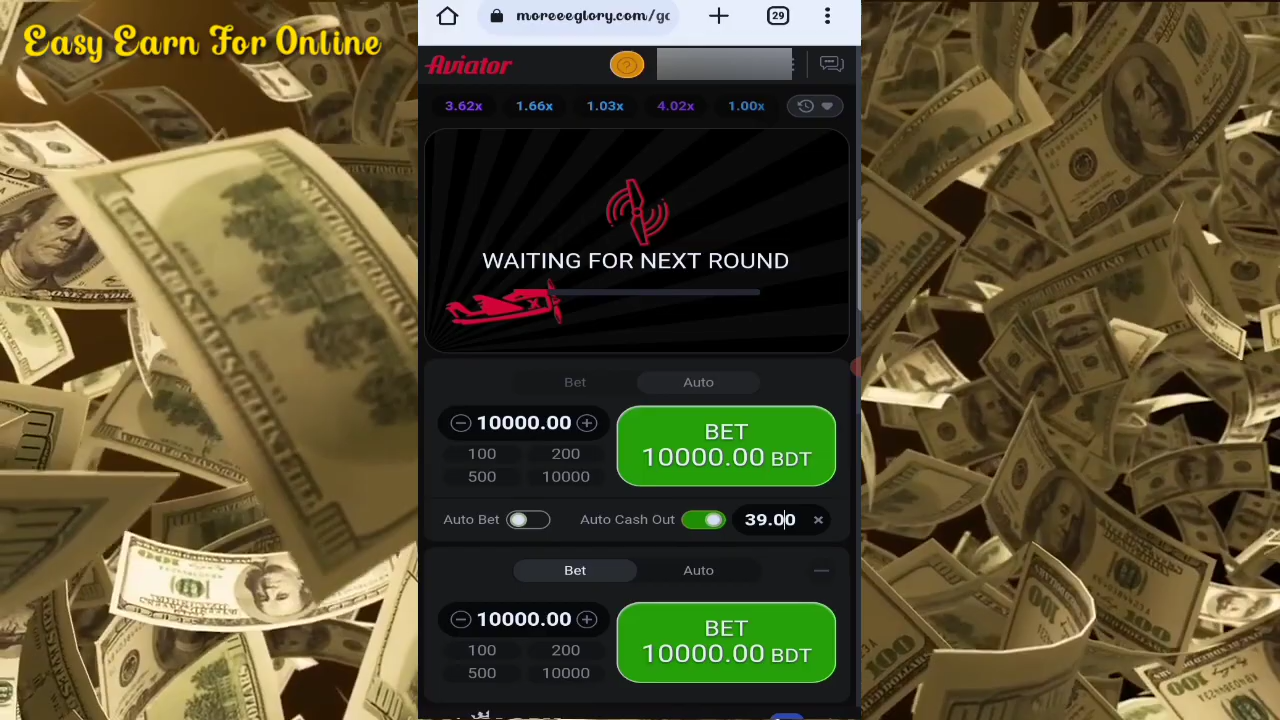 Easy Earn For Online
moreeeglory.com/gc
29
Aviator
3.62x 1.66x 1.03x 4.02x 1.00x
WAITING FOR NEXT ROUND
Bet Auto
10000.00
100 200
500 10000
BET
10000.00 BDT
Auto Bet Auto Cash Out 39.00
Bet Auto
10000.00
100 200
500 10000
BET
10000.00 BDT